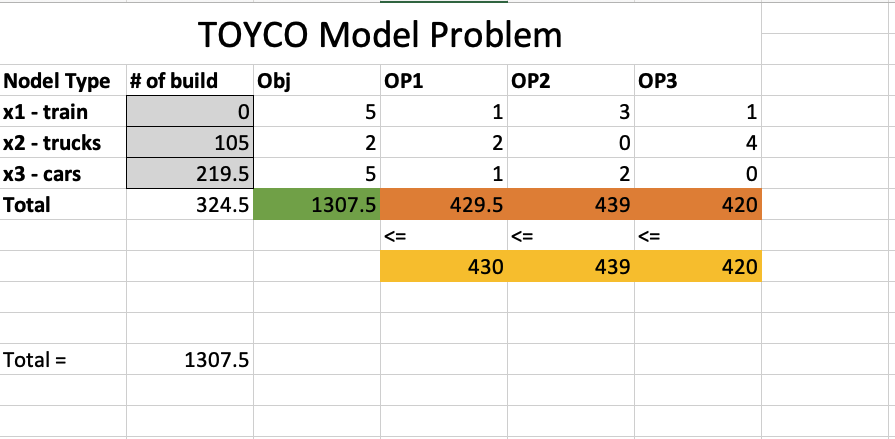 TOYCO Model Problem
Nodel Type # of build Obj OP1 OP2 OP3
x1 - train 0 5 1 3 1
x2 - trucks 105 2 2 0 4
x3 - cars 219.5 5 1 2 0
Total 324.5 1307.5 429.5 439 420
<= <= <=
430 439 420
Total = 1307.5